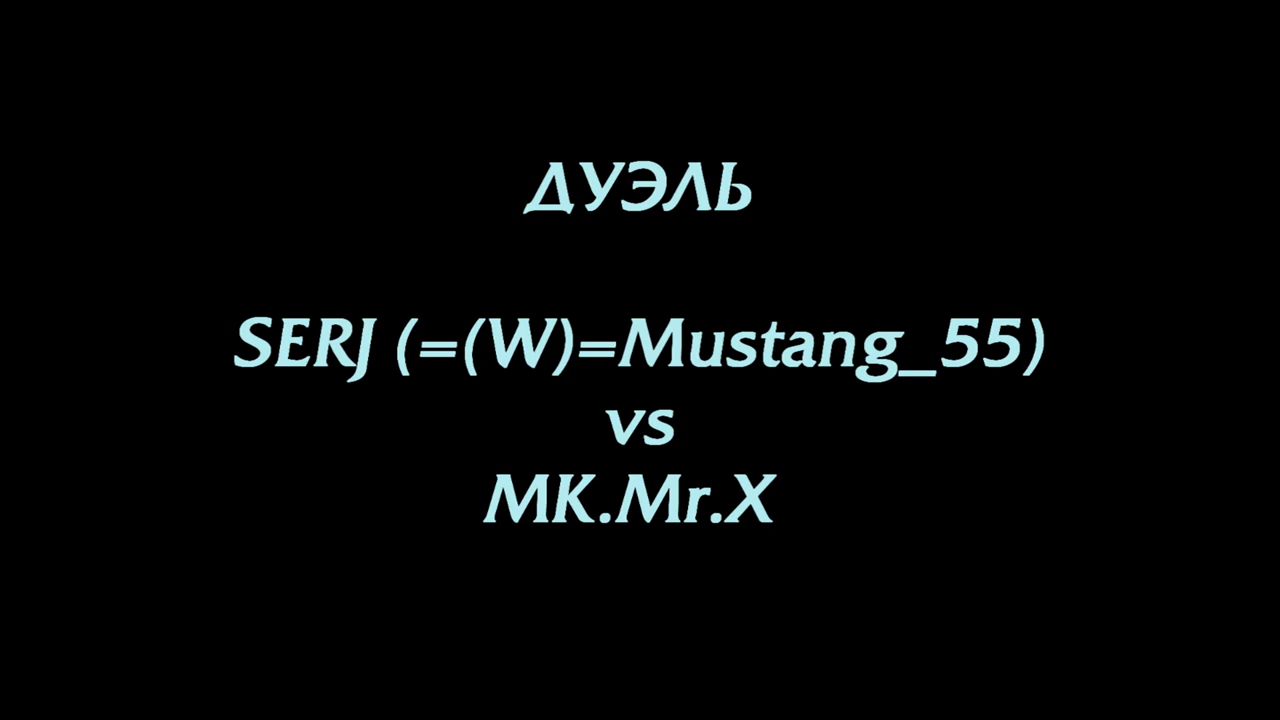 ДУЭЛЬ
SERJ (=(W)=Mustang_55)
vs
MK.Mr.X